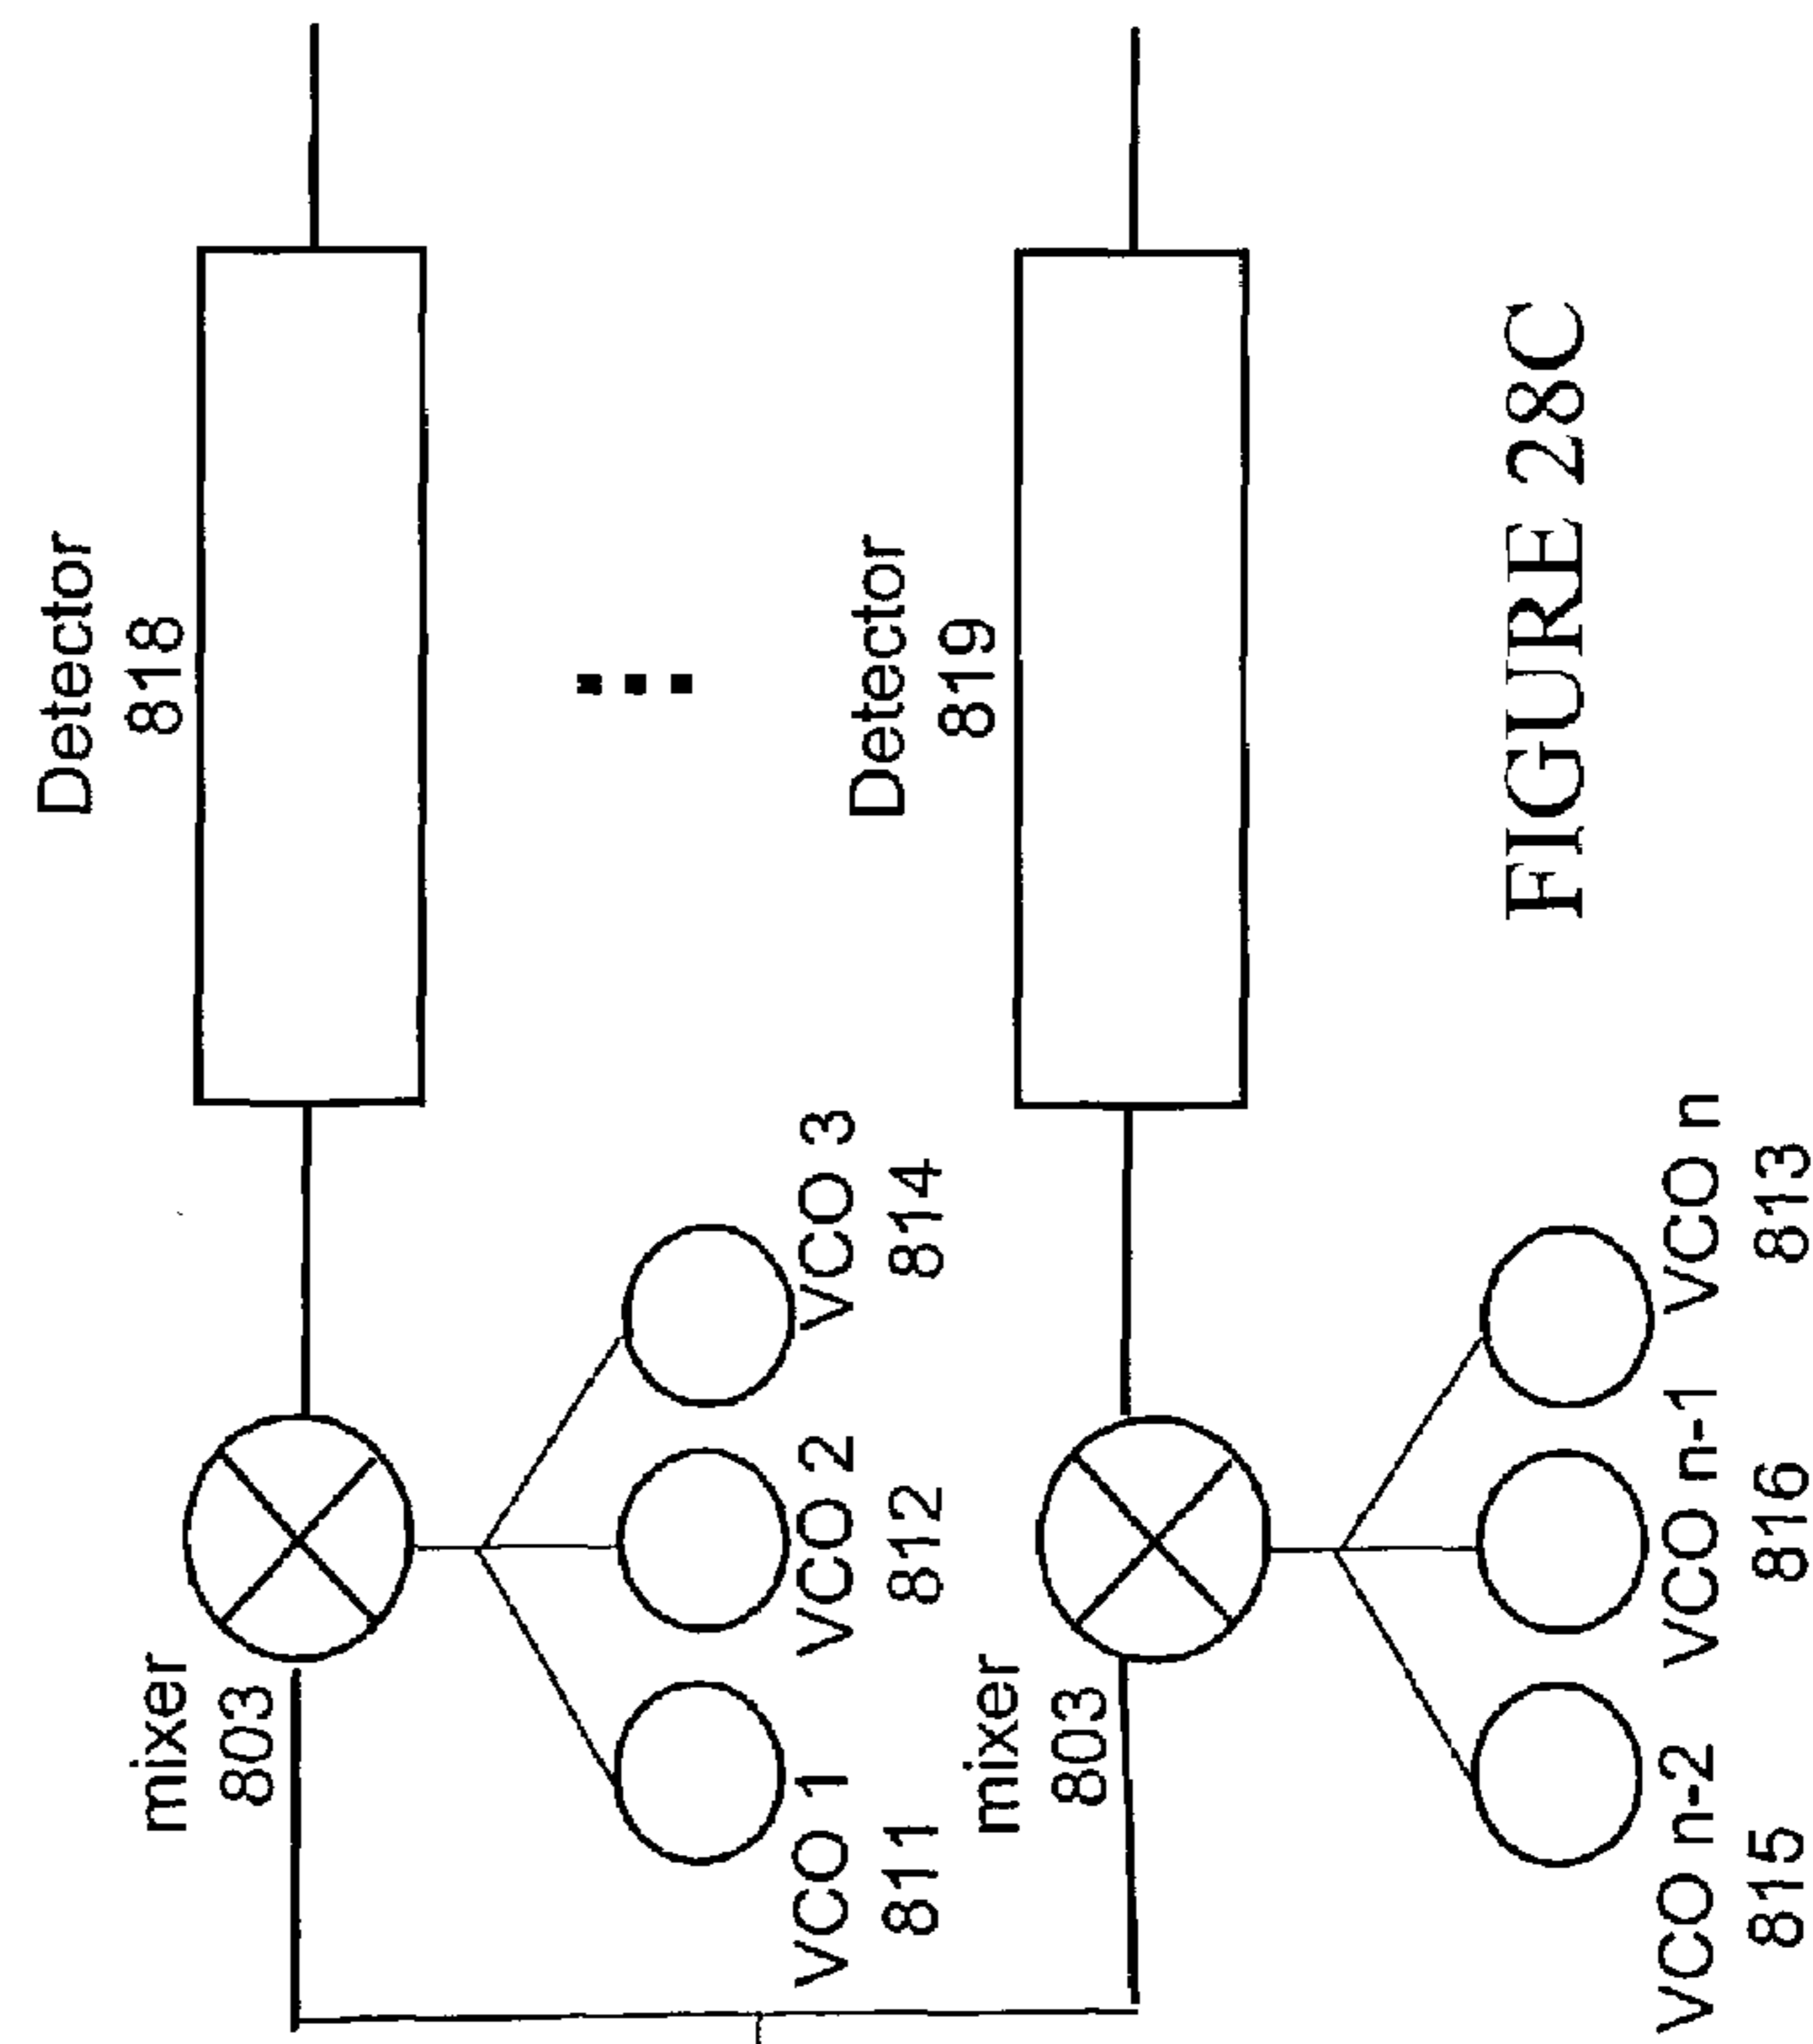 Detector
818
mixer
803
VCO 1
811
VCO 2
812
VCO 3
814
Detector
819
mixer
803
VCO n-2
815
VCO n-1
816
VCO n
813
FIGURE 28C